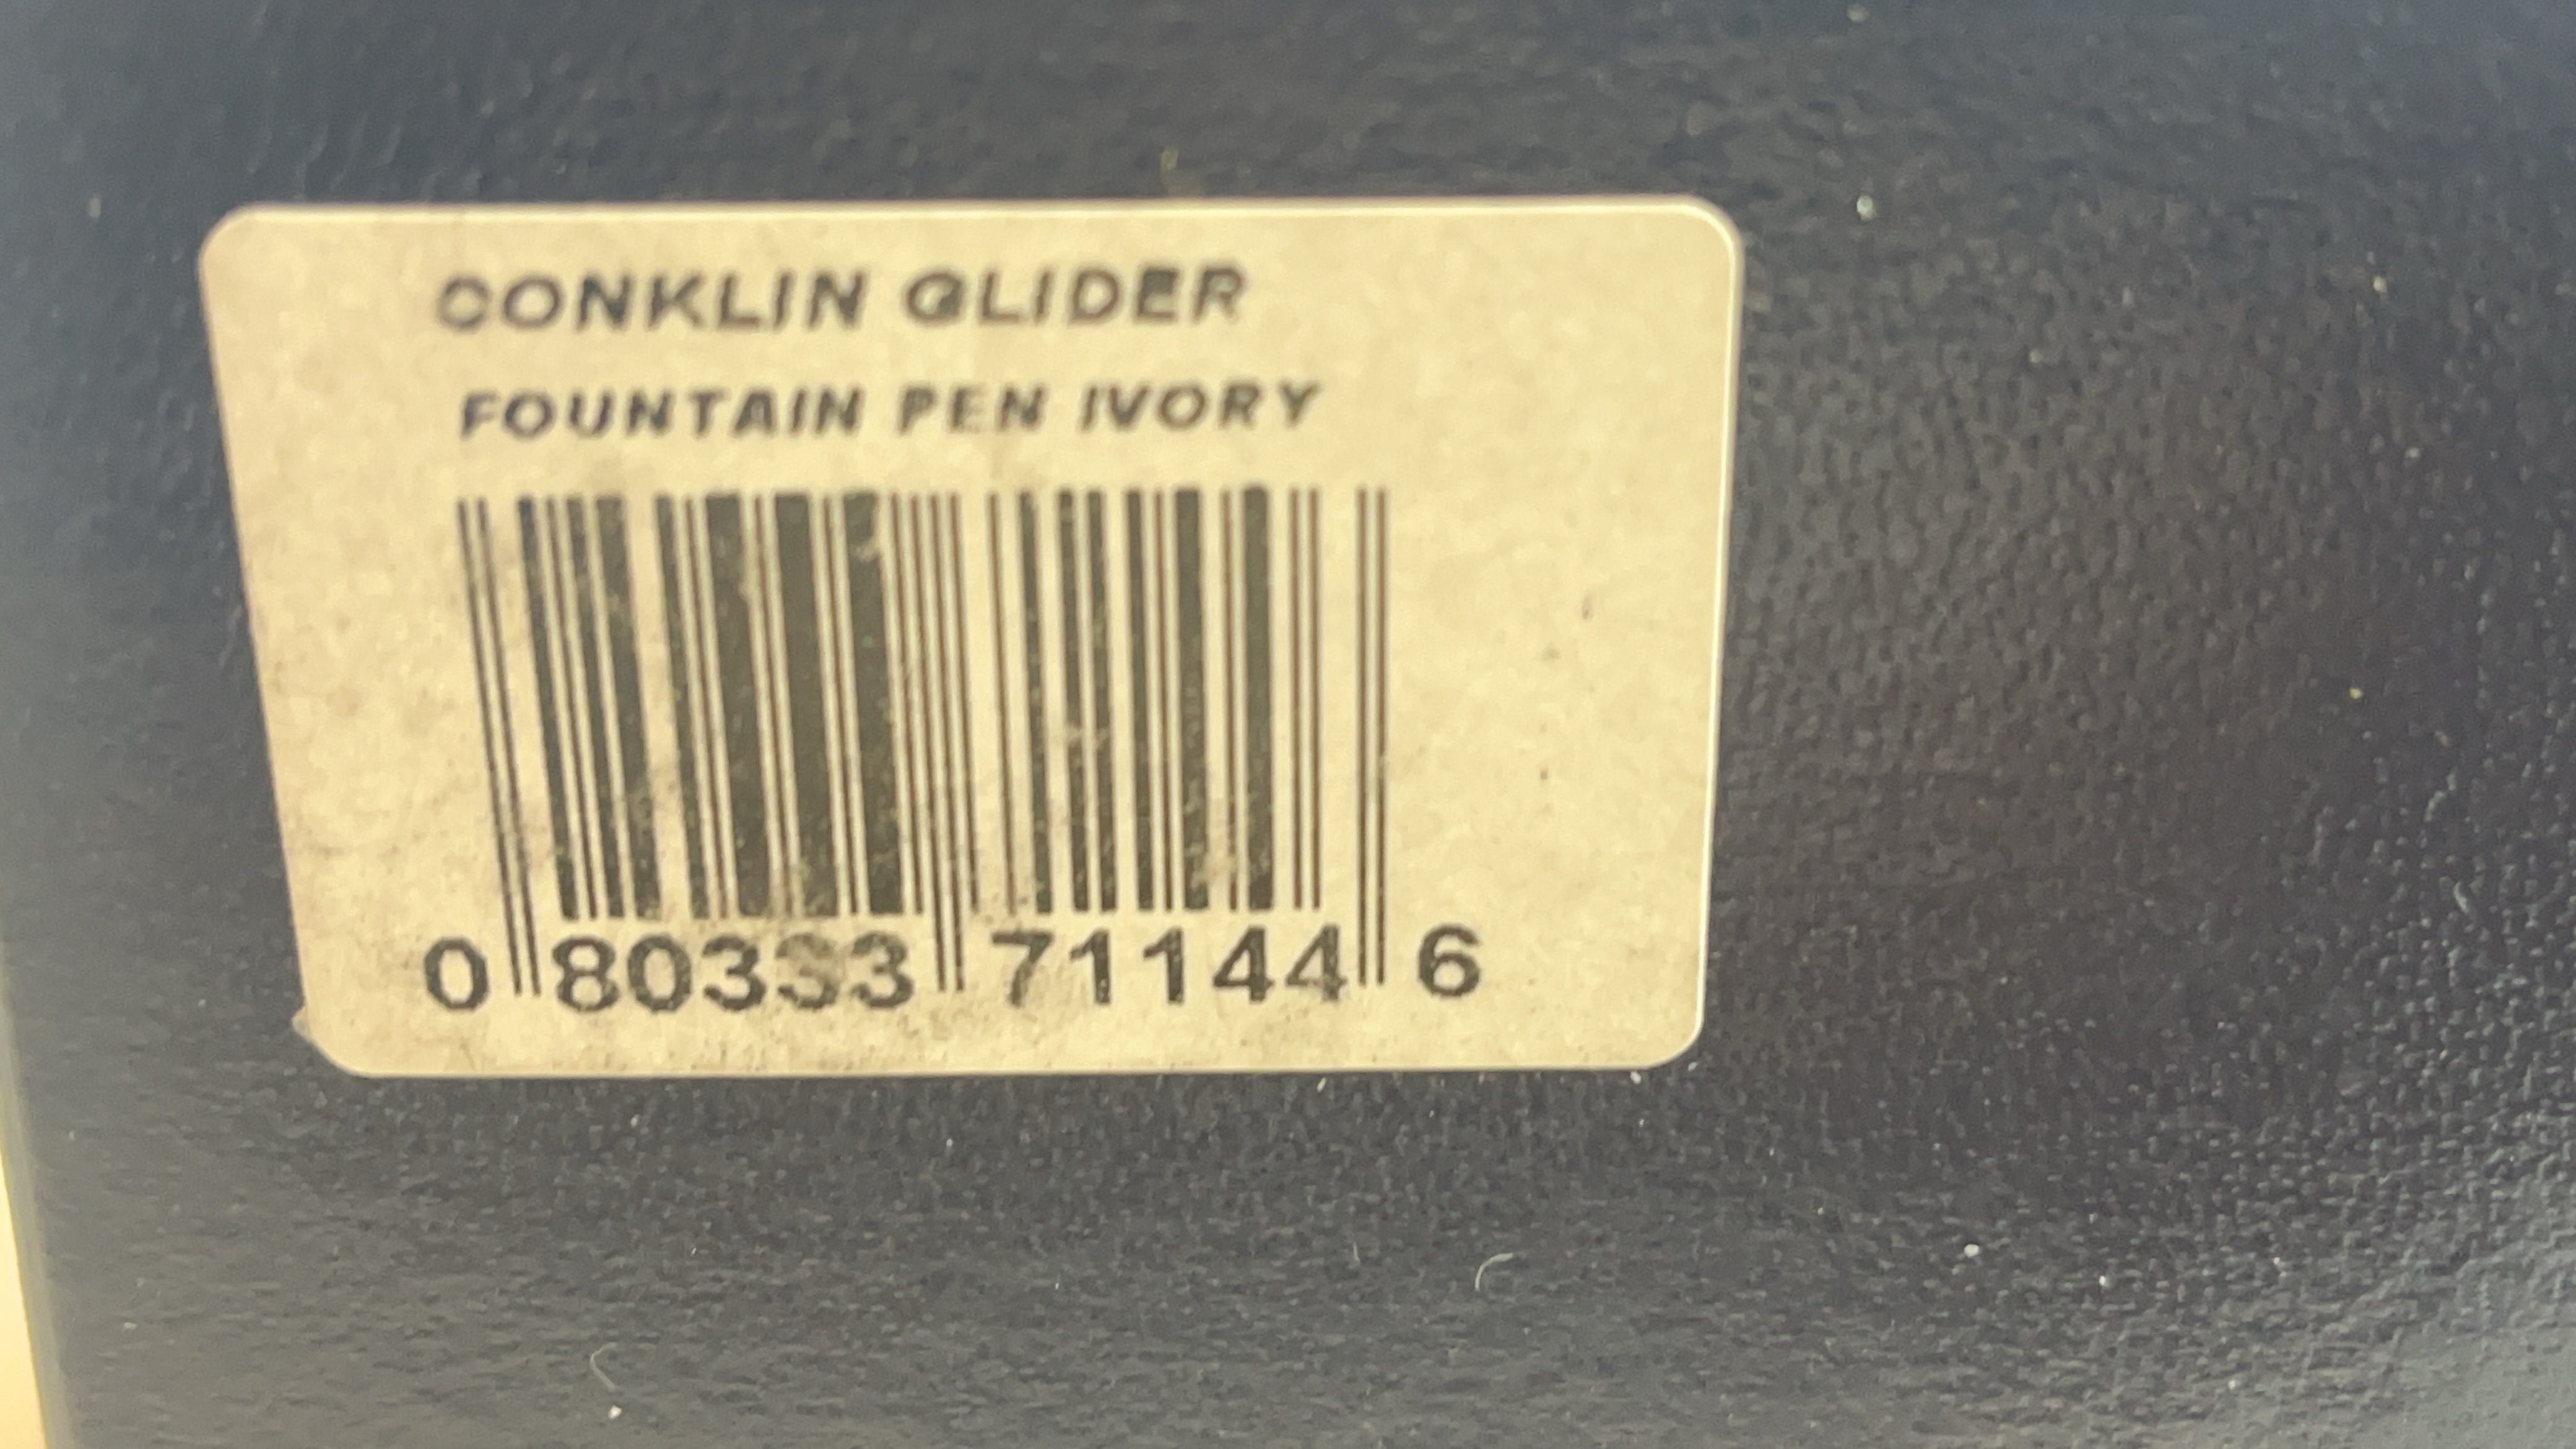 CONKLIN GLIDER
FOUNTAIN PEN IVORY
0 80333 71144 6